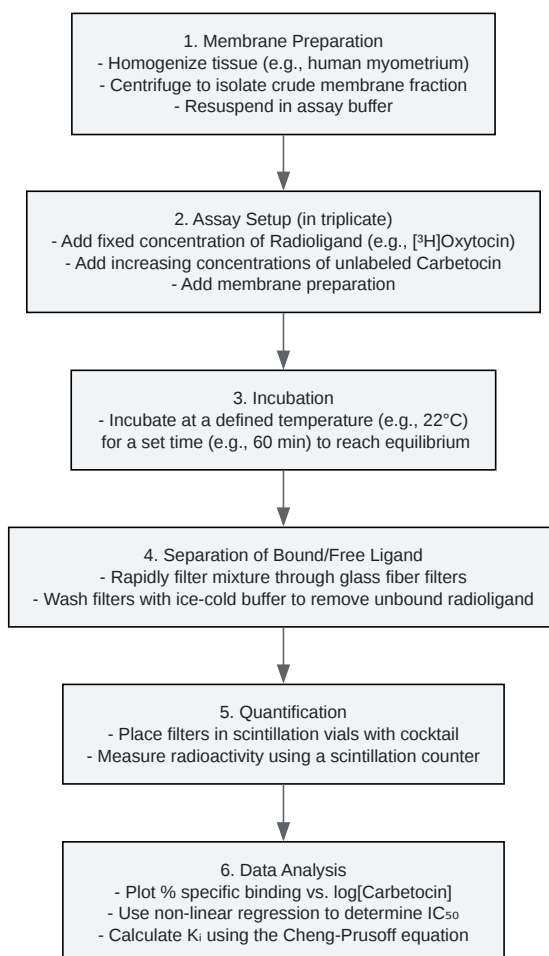 1. Membrane Preparation
- Homogenize tissue (e.g., human myometrium)
- Centrifuge to isolate crude membrane fraction
- Resuspend in assay buffer
2. Assay Setup (in triplicate)
- Add fixed concentration of Radioligand (e.g., [³H]Oxytocin)
- Add increasing concentrations of unlabeled Carbetocin
- Add membrane preparation
3. Incubation
- Incubate at a defined temperature (e.g., 22°C)
for a set time (e.g., 60 min) to reach equilibrium
4. Separation of Bound/Free Ligand
- Rapidly filter mixture through glass fiber filters
- Wash filters with ice-cold buffer to remove unbound radioligand
5. Quantification
- Place filters in scintillation vials with cocktail
- Measure radioactivity using a scintillation counter
6. Data Analysis
- Plot % specific binding vs. log[Carbetocin]
- Use non-linear regression to determine IC₅₀
- Calculate Kᵢ using the Cheng-Prusoff equation